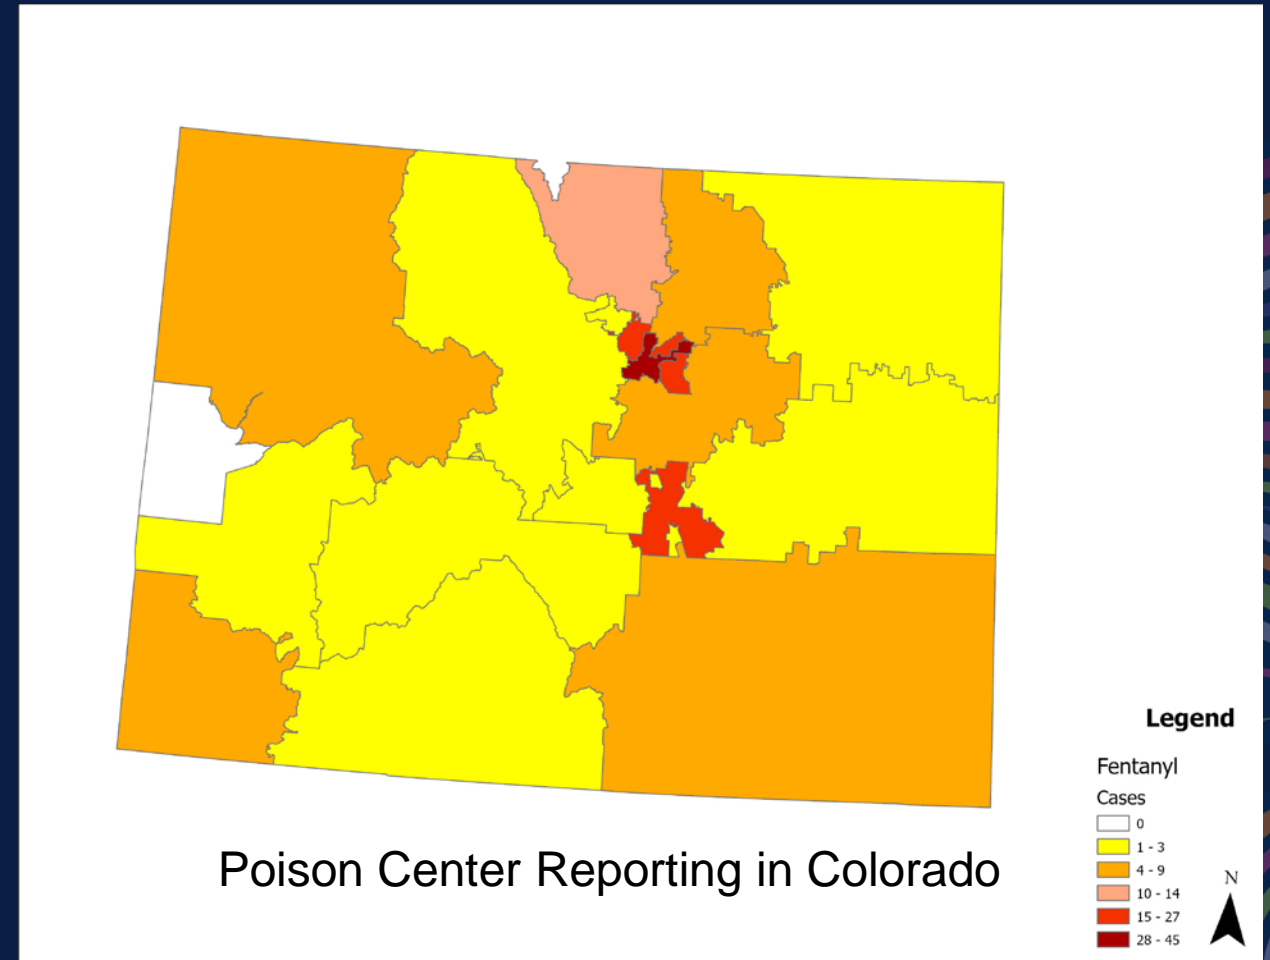 Legend
Fentanyl
Cases
0
1 - 3
4 - 9
10 - 14
15 - 27
28 - 45
N
Poison Center Reporting in Colorado